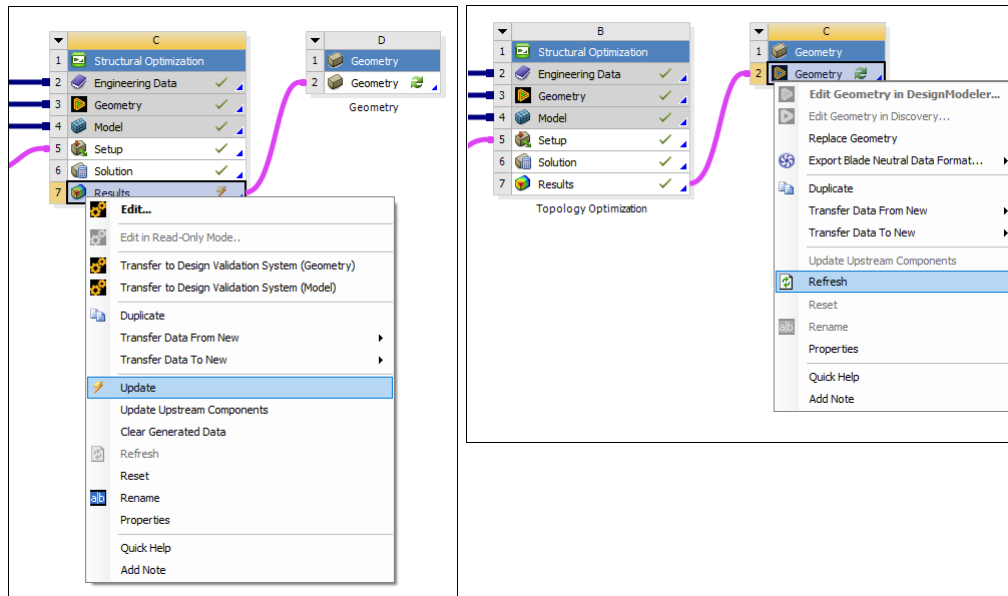 C
1 Structural Optimization
2 Engineering Data
3 Geometry
4 Model
5 Setup
6 Solution
7 Results
D
1 Geometry
2 Geometry
Geometry
Edit...
Edit in Read-Only Mode..
Transfer to Design Validation System (Geometry)
Transfer to Design Validation System (Model)
Duplicate
Transfer Data From New
Transfer Data To New
Update
Update Upstream Components
Clear Generated Data
Refresh
Reset
a|b Rename
Properties
Quick Help
Add Note
B
1 Structural Optimization
2 Engineering Data
3 Geometry
4 Model
5 Setup
6 Solution
7 Results
Topology Optimization
C
1 Geometry
2 Geometry
Edit Geometry in DesignModeler...
Edit Geometry in Discovery...
Replace Geometry
Export Blade Neutral Data Format...
Duplicate
Transfer Data From New
Transfer Data To New
Update Upstream Components
Refresh
Reset
a|b Rename
Properties
Quick Help
Add Note